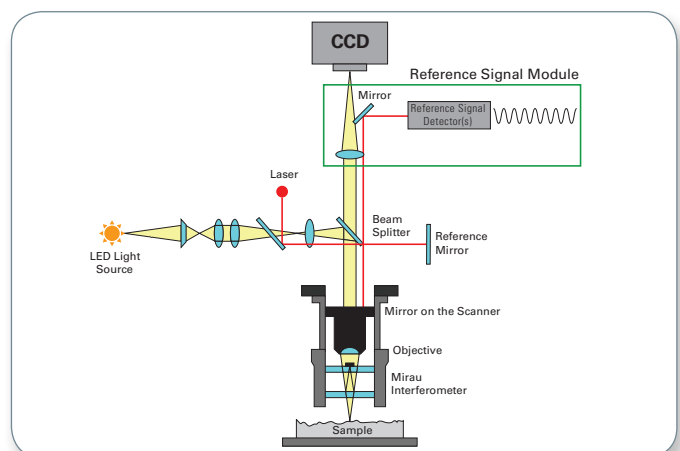 CCD
Reference Signal Module
Mirror
Reference Signal
Detector(s)
Laser
Beam
Splitter
LED Light
Source
Reference
Mirror
Mirror on the Scanner
Objective
Mirau
Interferometer
Sample